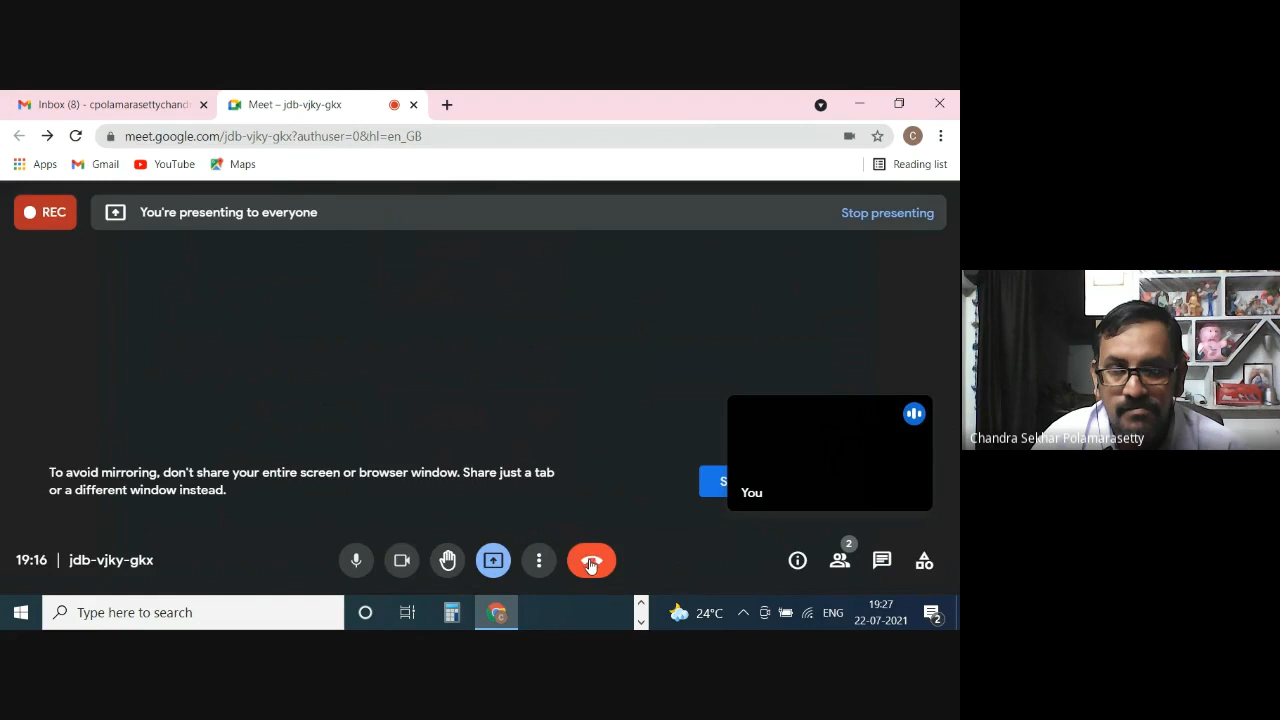 Inbox (8) - cpolamarasettychand
Meet – jdb-vjky-gkx
meet.google.com/jdb-vjky-gkx?authuser=0&hl=en_GB
Apps
Gmail
YouTube
Maps
Reading list
REC
You're presenting to everyone
Stop presenting
To avoid mirroring, don't share your entire screen or browser window. Share just a tab
or a different window instead.
S
You
Chandra Sekhar Polamarasetty
19:16 | jdb-vjky-gkx
2
Type here to search
24°C
ENG
19:27
22-07-2021
2